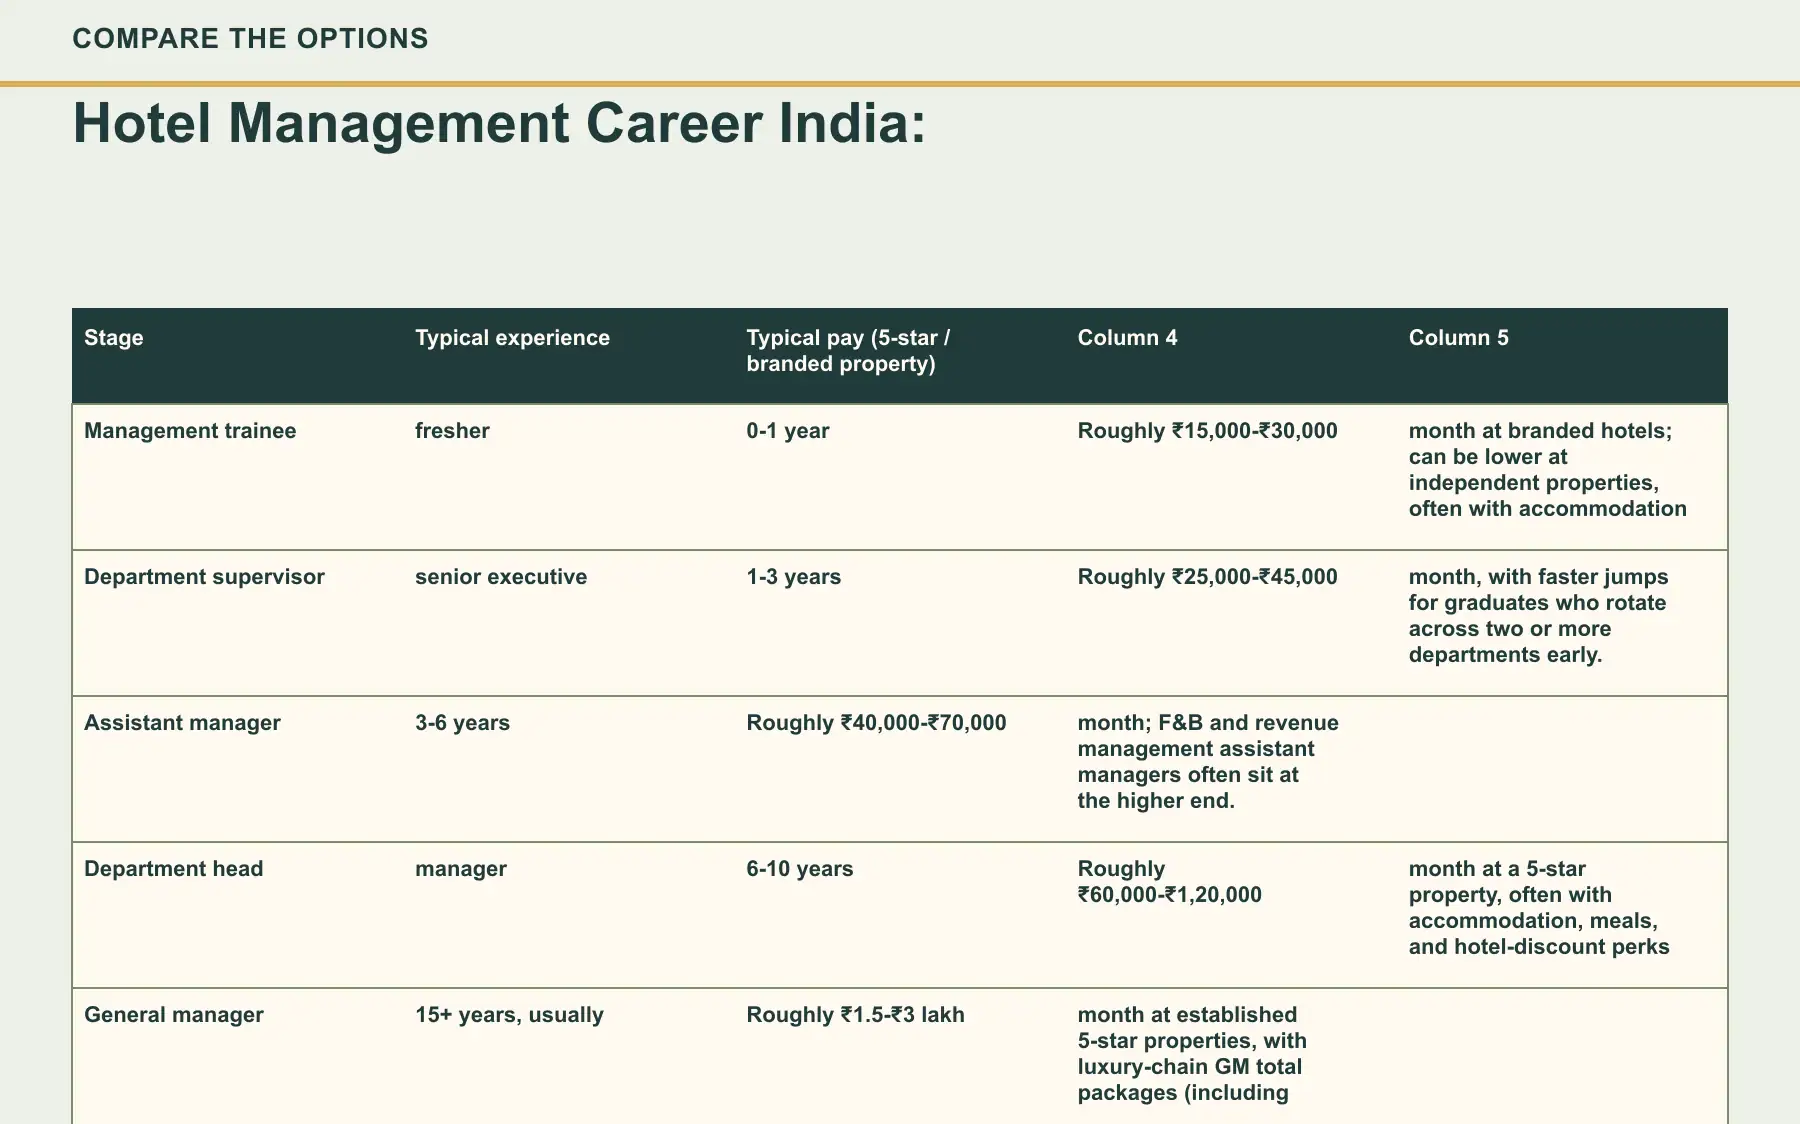 COMPARE THE OPTIONS
Hotel Management Career India:
Stage
Typical experience
Typical pay (5-star /
branded property)
Column 4
Column 5
Management trainee
fresher
0-1 year
Roughly ₹15,000-₹30,000
month at branded hotels;
can be lower at
independent properties,
often with accommodation
Department supervisor
senior executive
1-3 years
Roughly ₹25,000-₹45,000
month, with faster jumps
for graduates who rotate
across two or more
departments early.
Assistant manager
3-6 years
Roughly ₹40,000-₹70,000
month; F&B and revenue
management assistant
managers often sit at
the higher end.
Department head
manager
6-10 years
Roughly
₹60,000-₹1,20,000
month at a 5-star
property, often with
accommodation, meals,
and hotel-discount perks
General manager
15+ years, usually
Roughly ₹1.5-₹3 lakh
month at established
5-star properties, with
luxury-chain GM total
packages (including